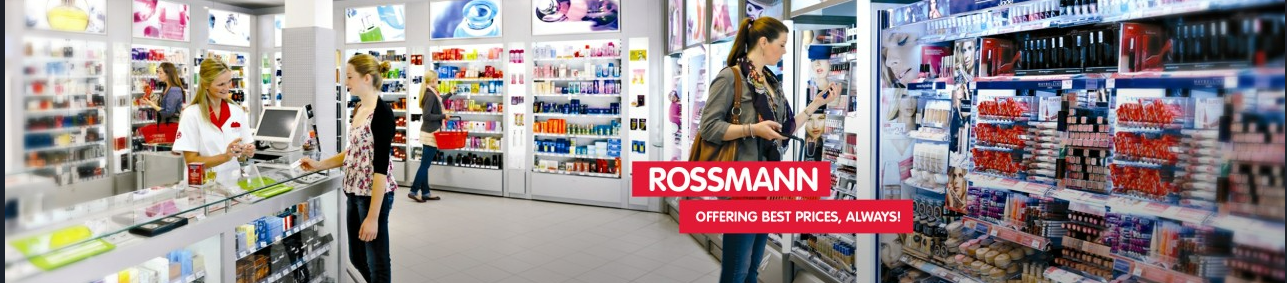 ROSSMANN
OFFERING BEST PRICES, ALWAYS!